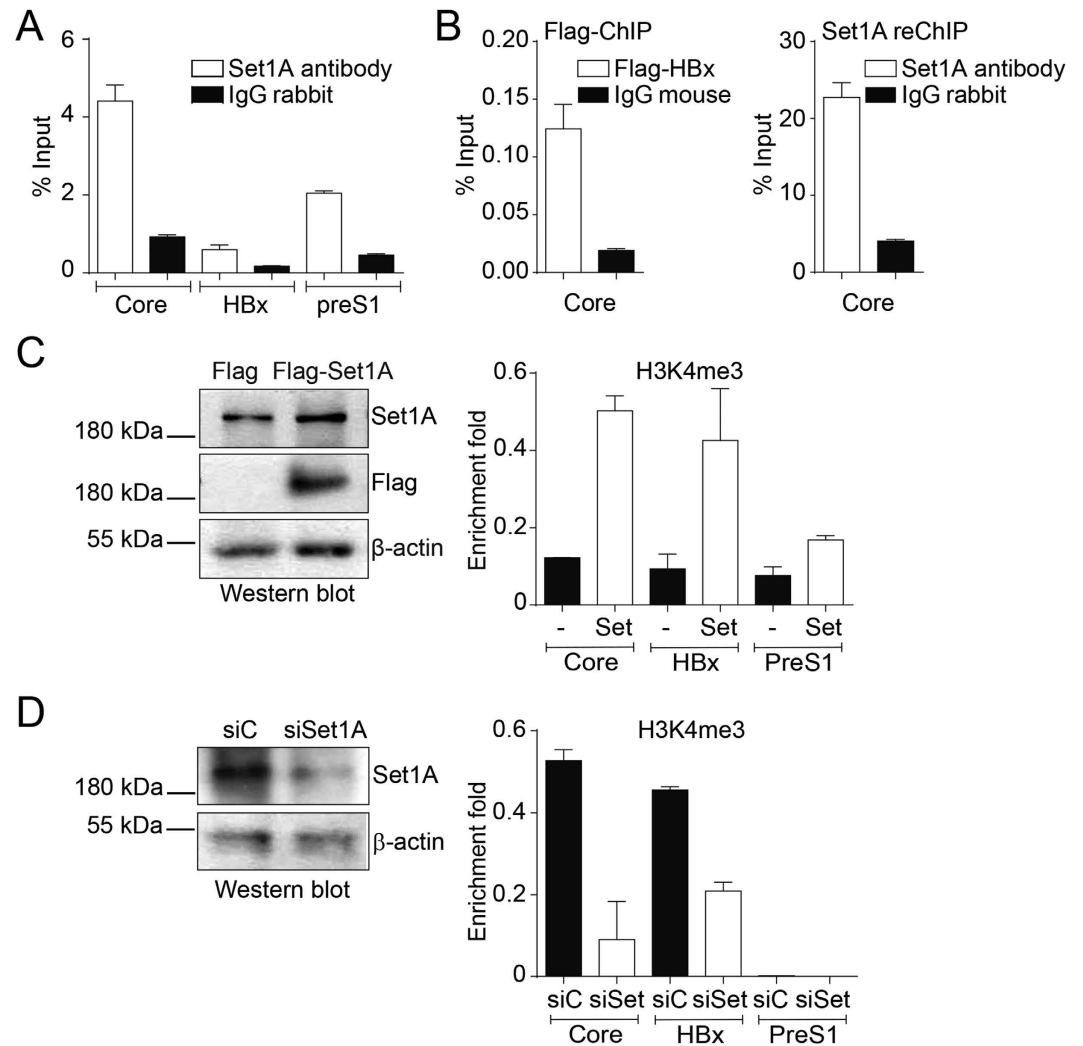 A
6
4
2
0
% Input
Set1A antibody
IgG rabbit
Core HBx preS1
B
Flag-ChIP
0.20
0.15
0.10
0.05
0.00
% Input
Flag-HBx
IgG mouse
Core
Set1A reChIP
30
20
10
0
% Input
Set1A antibody
IgG rabbit
Core
C
Flag Flag-Set1A
Set1A
180 kDa
Flag
180 kDa
55 kDa
β-actin
Western blot
H3K4me3
0.6
0.4
0.2
0
Enrichment fold
- Set - Set - Set
Core HBx PreS1
D
siC siSet1A
Set1A
180 kDa
55 kDa
β-actin
Western blot
H3K4me3
0.6
0.4
0.2
0
Enrichment fold
siC siSet siC siSet siC siSet
Core HBx PreS1